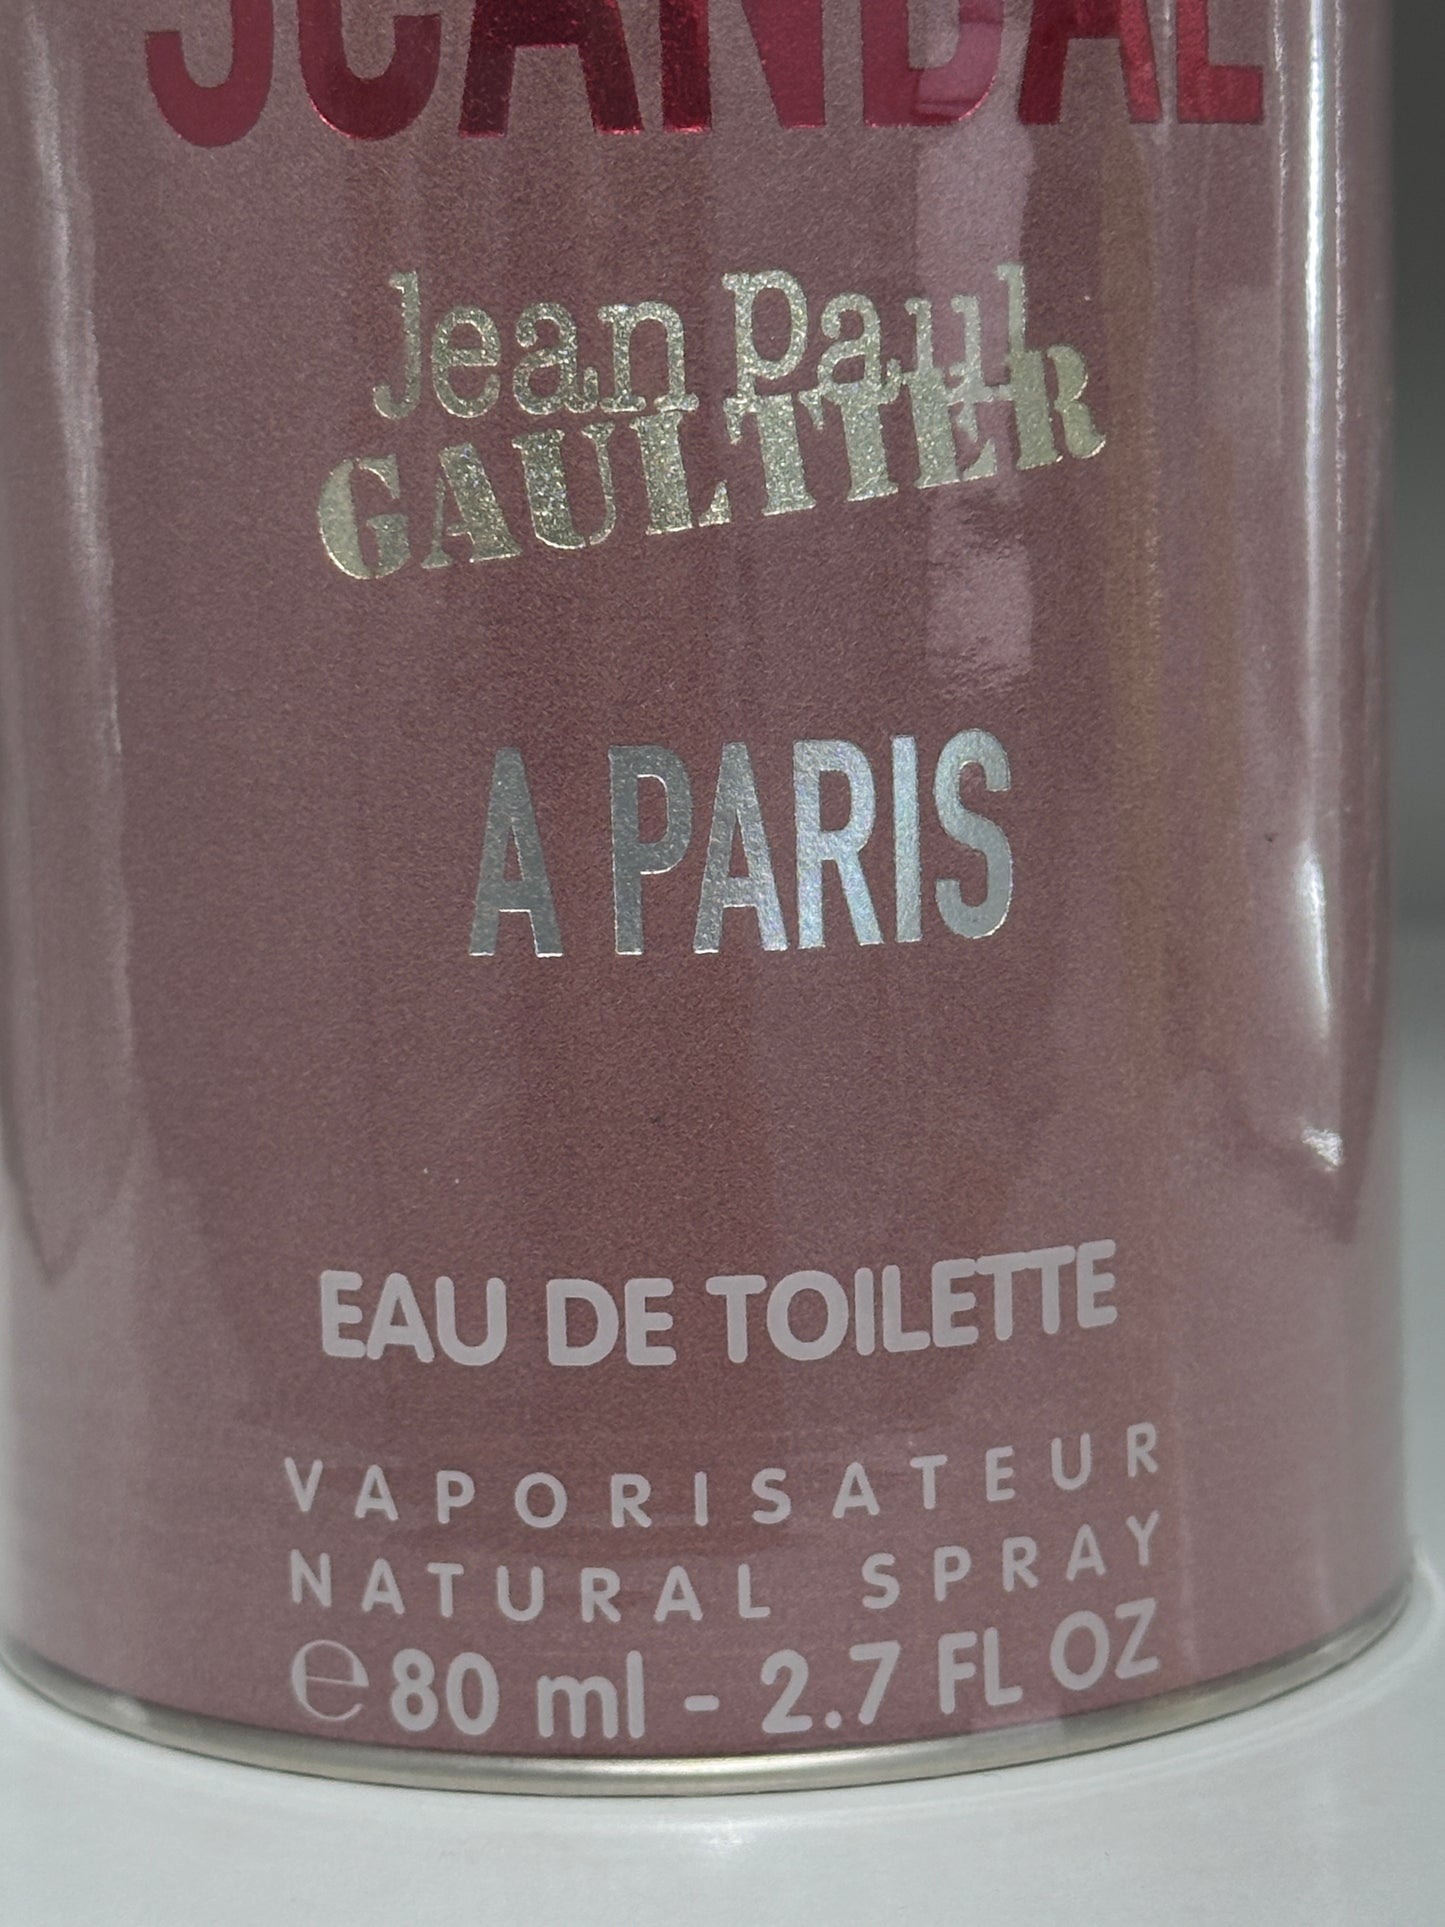 SCANDAL
Jean Paul
GAULTIER
A PARIS
EAU DE TOILETTE
VAPORISATEUR
NATURAL SPRAY
℮ 80 ml - 2.7 FL OZ